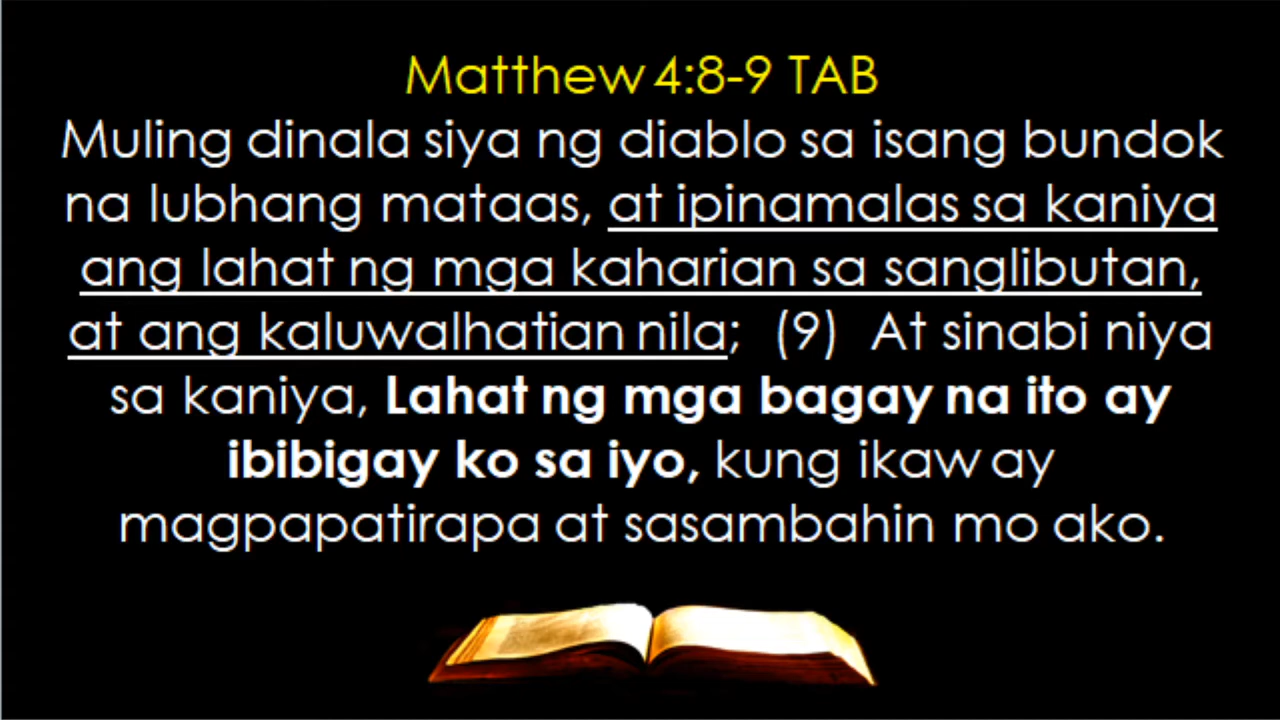 Matthew 4:8-9 TAB
Muling dinala siya ng diablo sa isang bundok
na lubhang mataas, at ipinamalas sa kaniya
ang lahat ng mga kaharian sa sanglibutan,
at ang kaluwalhatian nila; (9) At sinabi niya
sa kaniya, Lahat ng mga bagay na ito ay
ibibigay ko sa iyo, kung ikaw ay
magpapatirapa at sasambahin mo ako.